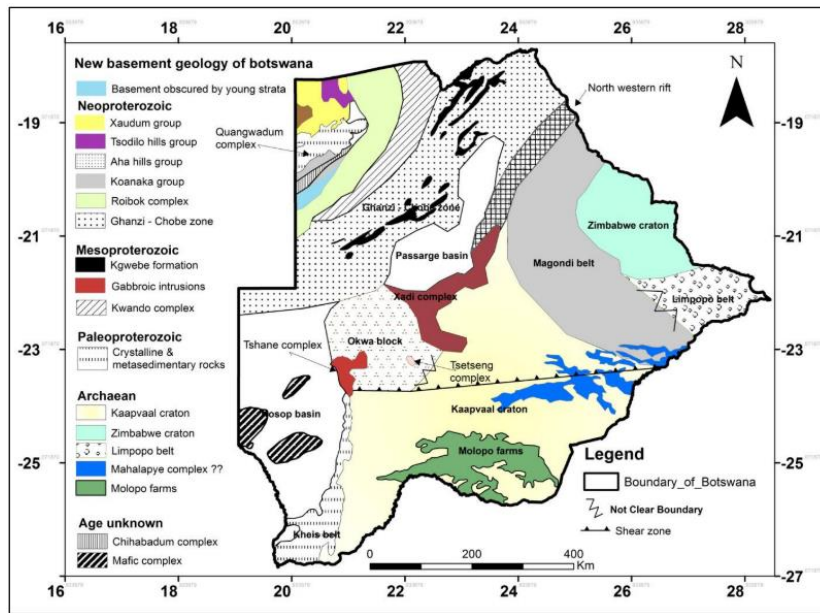 16 18 20 22 24 26 28
New basement geology of botswana
Basement obscured by young strata
Neoproterozoic
Xaudum group
Tsodilo hills group
Aha hills group
Koanaka group
Roibok complex
Ghanzi - Chobe zone
Mesoproterozoic
Kgwebe formation
Gabbroic intrusions
Kwando complex
Paleoproterozoic
Crystalline &
metasedimentary rocks
Archaean
Kaapvaal craton
Zimbabwe craton
Limpopo belt
Mahalapye complex ??
Molopo farms
Age unknown
Chihabadum complex
Mafic complex
Quangwadum
complex
Tshane complex
N
North western rift
Ghanzi - Chobe zone
Zimbabwe craton
Passarge basin
Magondi belt
Xadi complex
Limpopo belt
Okwa block
Tsetseng
complex
Kaapvaal craton
Nosop basin
Molopo farms
Kheis belt
Legend
Boundary_of_Botswana
Not Clear Boundary
Shear zone
0 100 200 400
Km
-19
-21
-23
-25
-27
-19
-21
-23
-25
-27
16 18 20 22 24 26 28